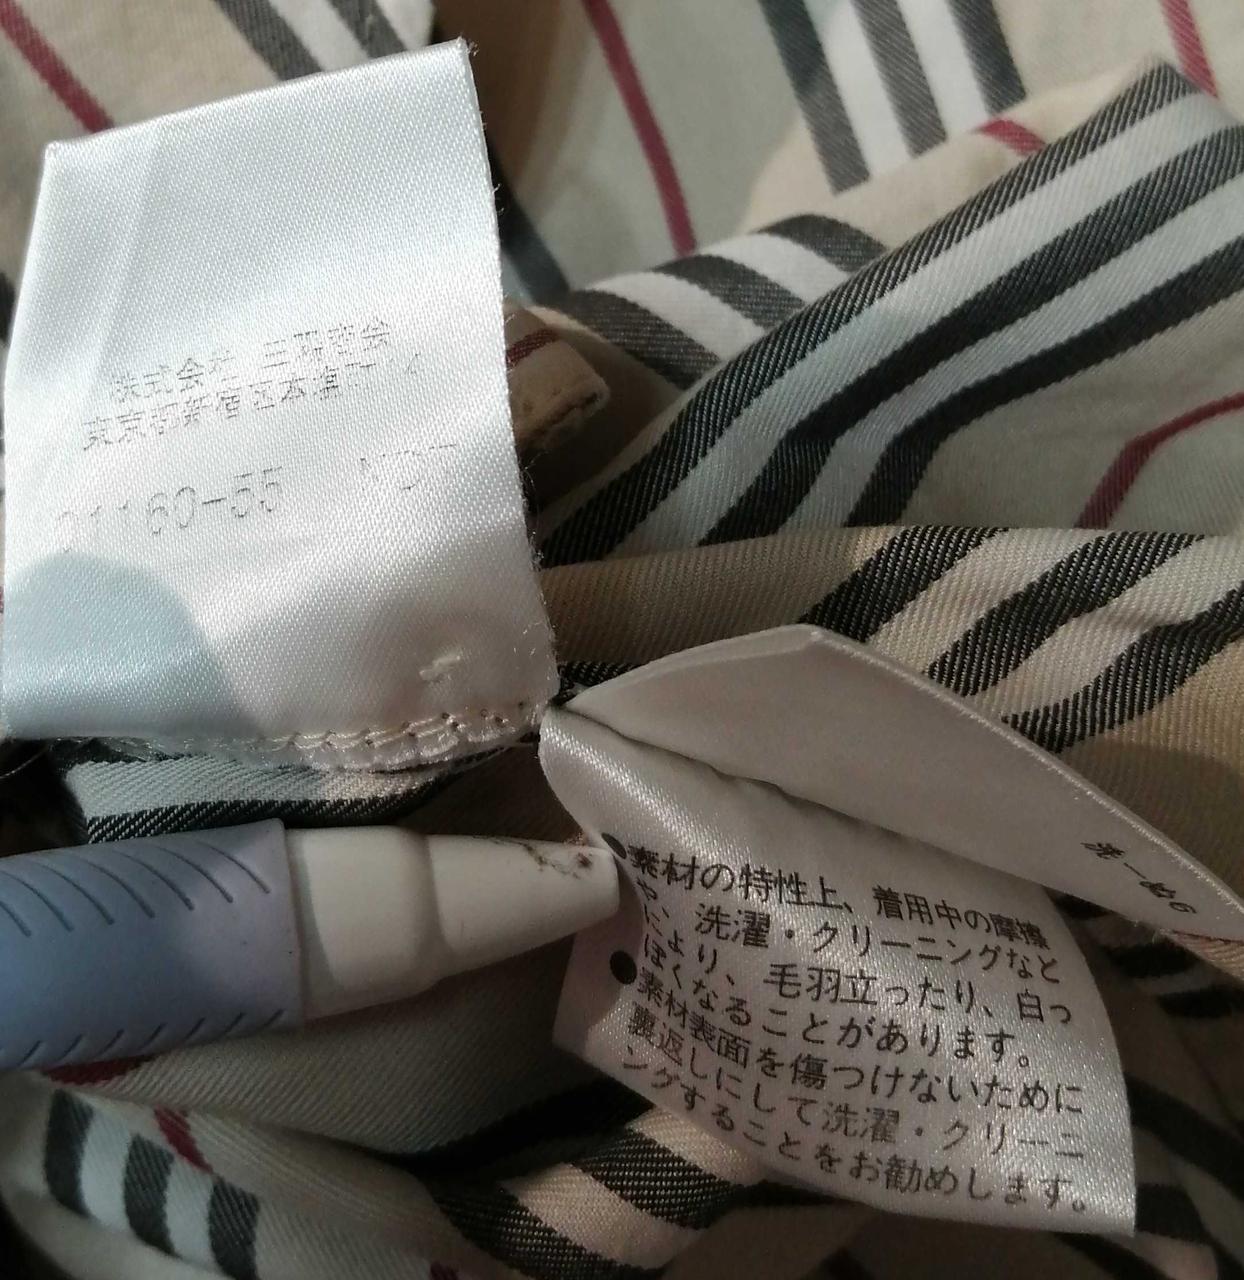 株式会社 三陽商会
東京都新宿区本塩
01160-55
洗一ぬ6
●素材の特性上、着用中の摩擦
や、洗濯・クリーニングなど
により、毛羽立ったり、白っ
ぽくなることがあります。
●素材表面を傷つけないために
裏返しにして洗濯・クリーニ
ングすることをお勧めします。